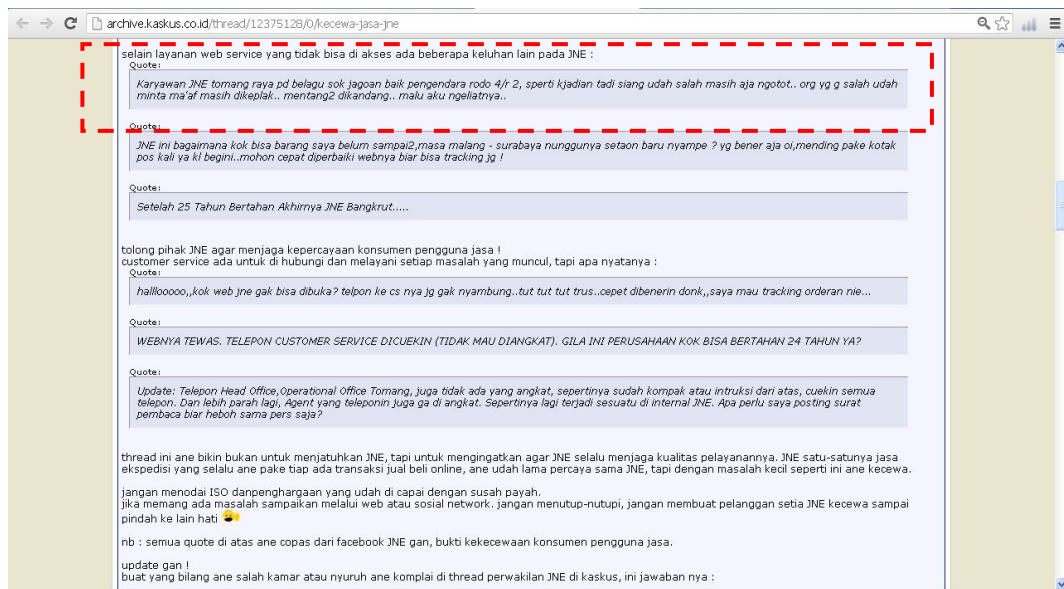 archive.kaskus.co.id/thread/12375128/0/kecewa-jasa-jne
selain layanan web service yang tidak bisa di akses ada beberapa keluhan lain pada JNE :
Quote:
Karyawan JNE tomang raya pd belagu sok jagoan baik pengendara rodo 4/r 2, sperti kjadian tadi siang udah salah masih aja ngotot.. org yg g salah udah
minta ma'af masih dikeplak.. mentang2 dikandang.. malu aku ngeliatnya..
Quote:
JNE ini bagaimana kok bisa barang saya belum sampai2,masa malang - surabaya nunggunya setaon baru nyampe ? yg bener aja oi,mending pake kotak
pos kali ya kl begini..mohon cepat diperbaiki webnya biar bisa tracking jg !
Quote:
Setelah 25 Tahun Bertahan Akhirnya JNE Bangkrut.....
tolong pihak JNE agar menjaga kepercayaan konsumen pengguna jasa !
customer service ada untuk di hubungi dan melayani setiap masalah yang muncul, tapi apa nyatanya :
Quote:
halllooooo,,kok web jne gak bisa dibuka? telpon ke cs nya jg gak nyambung..tut tut tut trus..cepet dibenerin donk,,saya mau tracking orderan nie...
Quote:
WEBNYA TEWAS. TELEPON CUSTOMER SERVICE DICUEKIN (TIDAK MAU DIANGKAT). GILA INI PERUSAHAAN KOK BISA BERTAHAN 24 TAHUN YA?
Quote:
Update: Telepon Head Office,Operational Office Tomang, juga tidak ada yang angkat, sepertinya sudah kompak atau intruksi dari atas, cuekin semua
telepon. Dan lebih parah lagi, Agent yang teleponin juga ga di angkat. Sepertinya lagi terjadi sesuatu di internal JNE. Apa perlu saya posting surat
pembaca biar heboh sama pers saja?
thread ini ane bikin bukan untuk menjatuhkan JNE, tapi untuk mengingatkan agar JNE selalu menjaga kualitas pelayanannya. JNE satu-satunya jasa
ekspedisi yang selalu ane pake tiap ada transaksi jual beli online, ane udah lama percaya sama JNE, tapi dengan masalah kecil seperti ini ane kecewa.
jangan menodai ISO danpenghargaan yang udah di capai dengan susah payah.
jika memang ada masalah sampaikan melalui web atau sosial network. jangan menutup-nutupi, jangan membuat pelanggan setia JNE kecewa sampai
pindah ke lain hati
nb : semua quote di atas ane copas dari facebook JNE gan, bukti kekecewaan konsumen pengguna jasa.
update gan !
buat yang bilang ane salah kamar atau nyuruh ane komplai di thread perwakilan JNE di kaskus, ini jawaban nya :